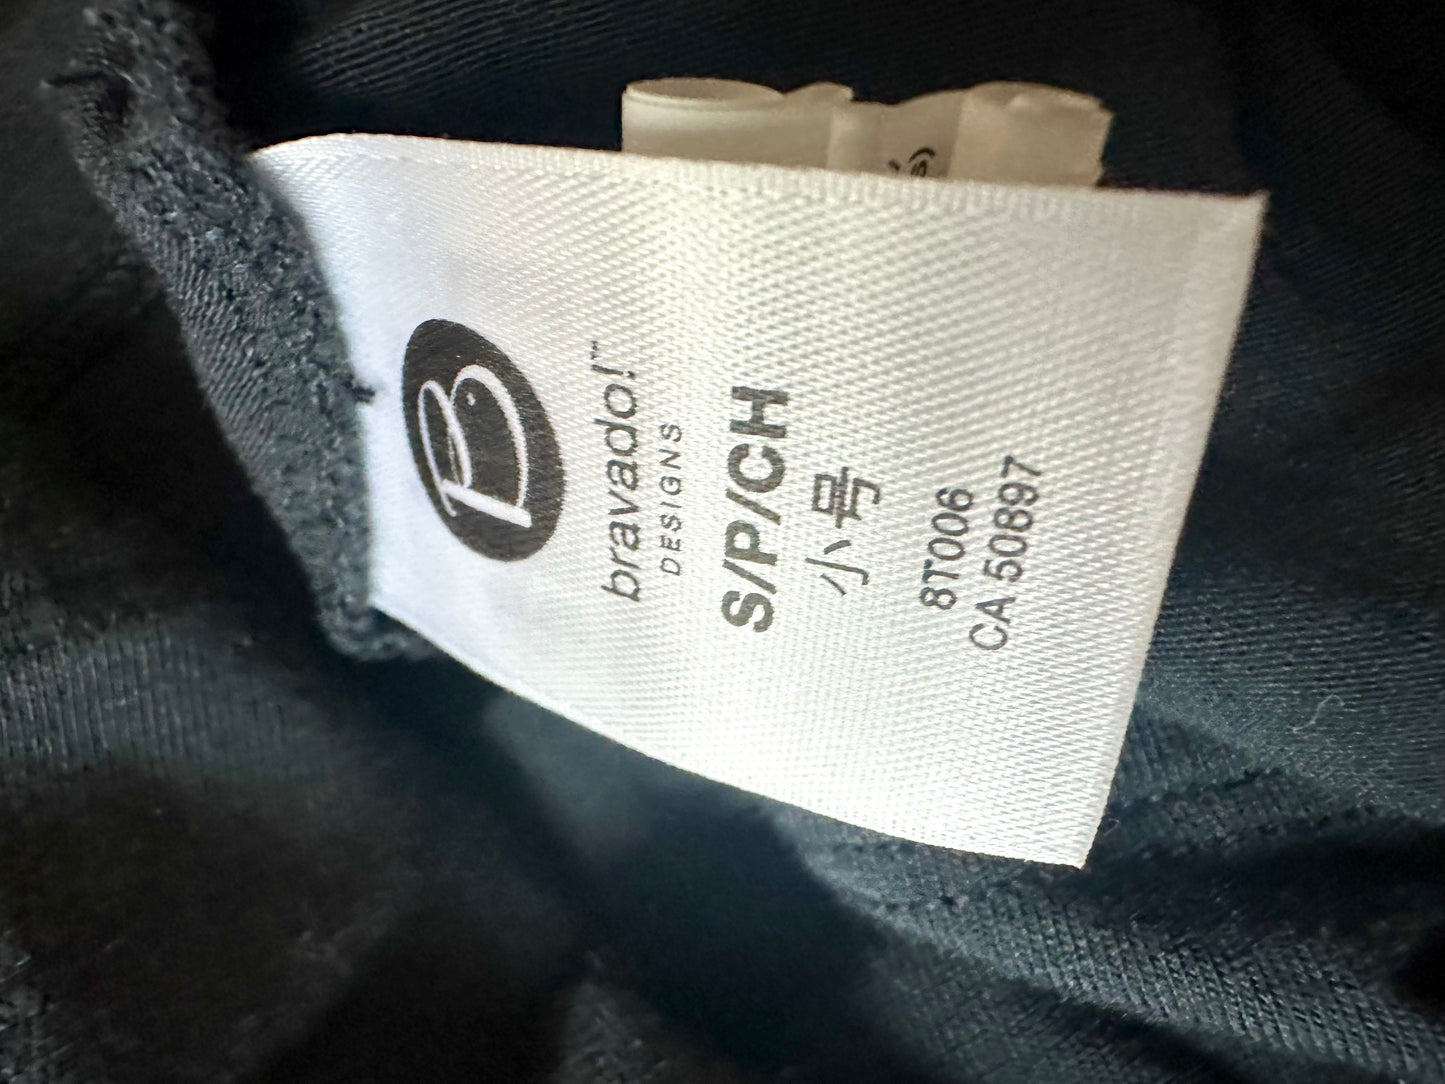 B
bravado!™
DESIGNS
S/P/CH
小号
8T006
CA 50897